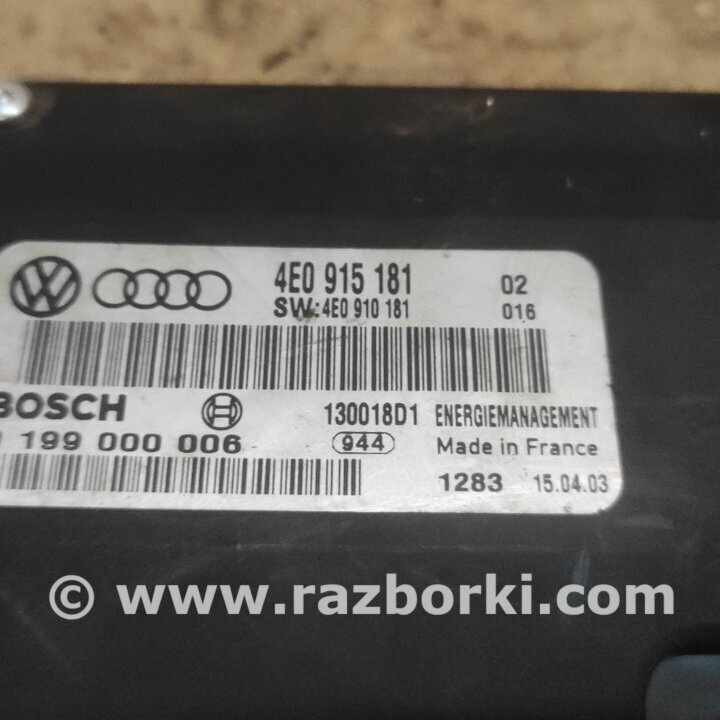 4E0 915 181 02
SW.: 4E0 910 181 016
BOSCH 130018D1 ENERGIEMANAGEMENT
199 000 006 944 Made in France
1283 15.04.03
© www.razborki.com